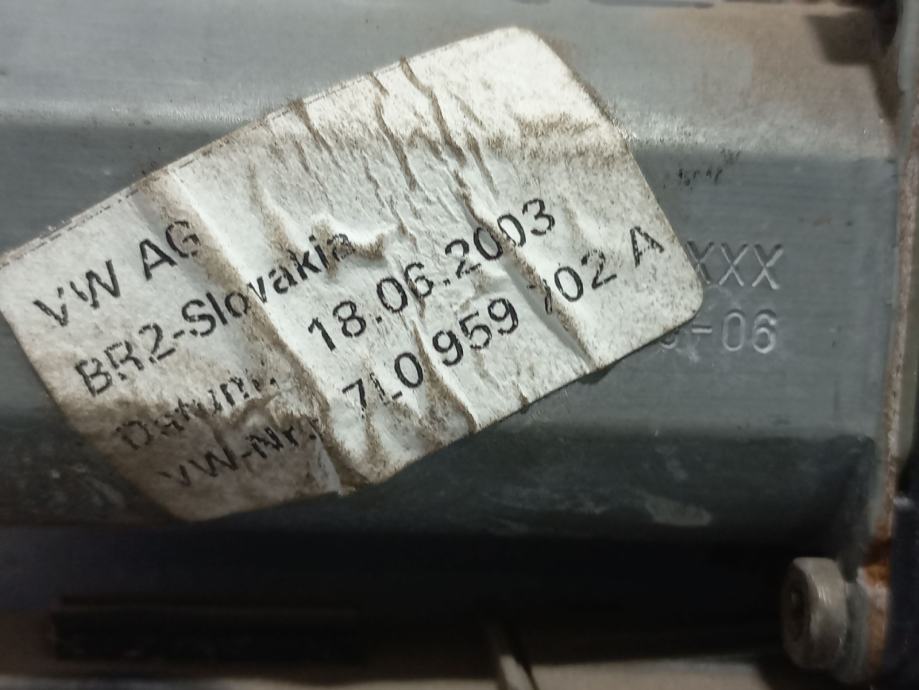 VW AG
BR2-Slovakia
Datum: 18.06.2003
VW-Nr.: 7L0 959 702 A
XXX
-06